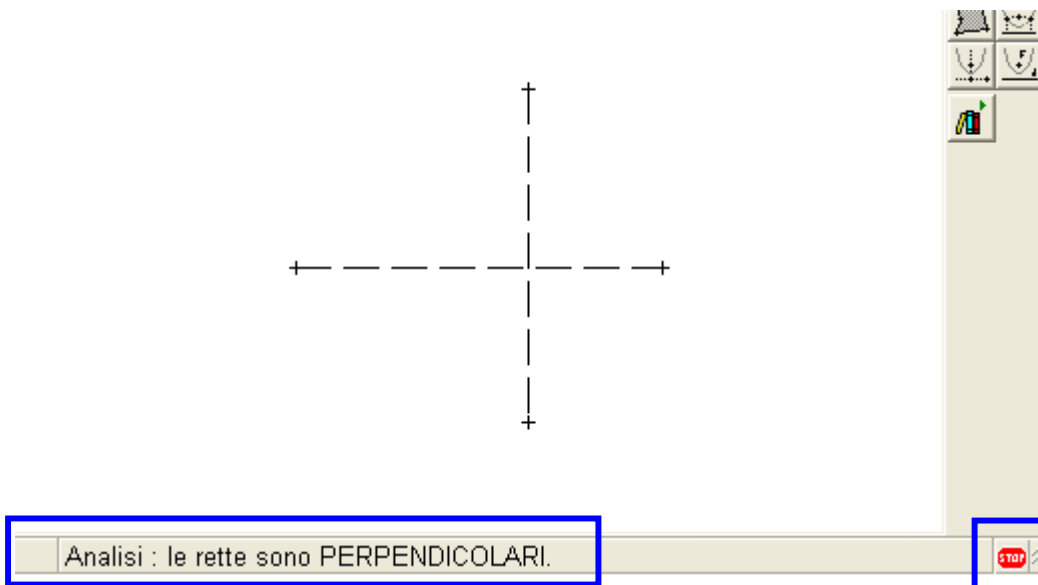 Analisi : le rette sono PERPENDICOLARI.
STOP